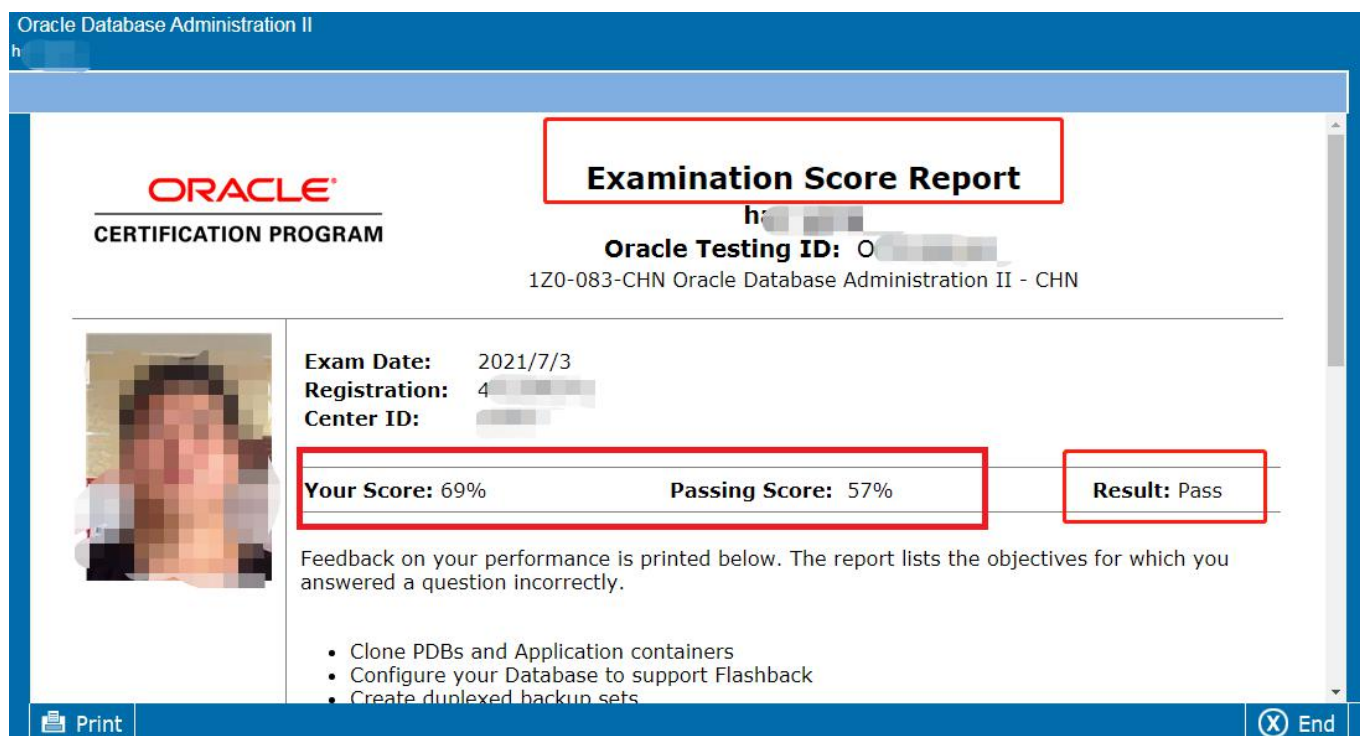 Oracle Database Administration II
h
ORACLE
CERTIFICATION PROGRAM
Examination Score Report
Oracle Testing ID: O
1Z0-083-CHN Oracle Database Administration II - CHN
Exam Date: 2021/7/3
Registration: 4
Center ID:
Your Score: 69% Passing Score: 57% Result: Pass
Feedback on your performance is printed below. The report lists the objectives for which you
answered a question incorrectly.
• Clone PDBs and Application containers
• Configure your Database to support Flashback
• Create duplexed backup sets
Print
End